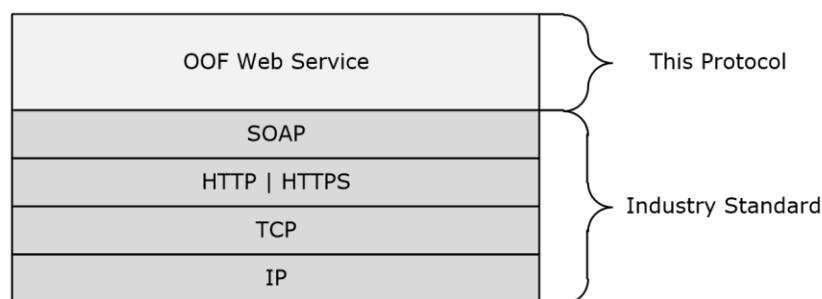 OOF Web Service
This Protocol
SOAP
HTTP | HTTPS
Industry Standard
TCP
IP